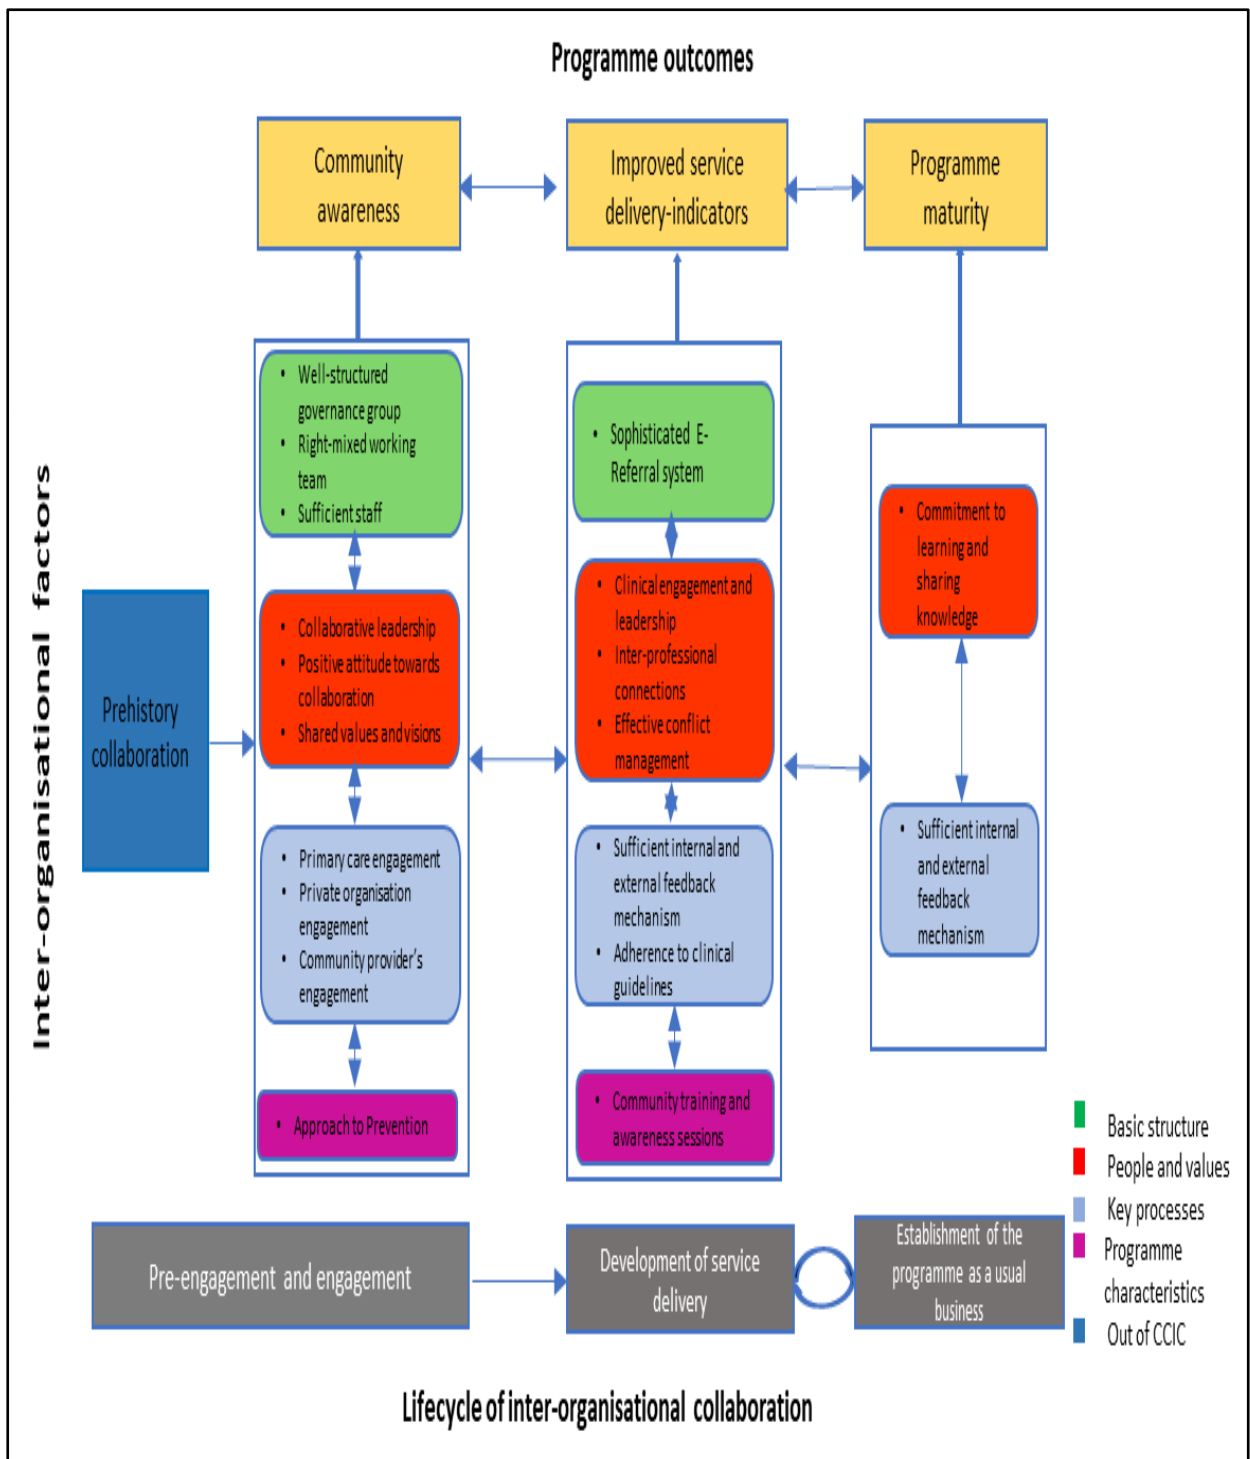 Programme outcomes
Community
awareness
Improved service
delivery-indicators
Programme
maturity
Inter-organisational factors
Prehistory
collaboration
• Well-structured
governance group
• Right-mixed working
team
• Sufficient staff
• Collaborative leadership
• Positive attitude towards
collaboration
• Shared values and visions
• Primary care engagement
• Private organisation
engagement
• Community provider's
engagement
• Approach to Prevention
• Sophisticated E-
Referral system
• Clinical engagement and
leadership
• Inter-professional
connections
• Effective conflict
management
• Sufficient internal and
external feedback
mechanism
• Adherence to clinical
guidelines
• Community training and
awareness sessions
• Commitment to
learning and
sharing
knowledge
• Sufficient internal
and external
feedback
mechanism
Basic structure
People and values
Key processes
Programme
characteristics
Out of CCIC
Pre-engagement and engagement
Development of service
delivery
Establishment of the
programme as a usual
business
Lifecycle of inter-organisational collaboration